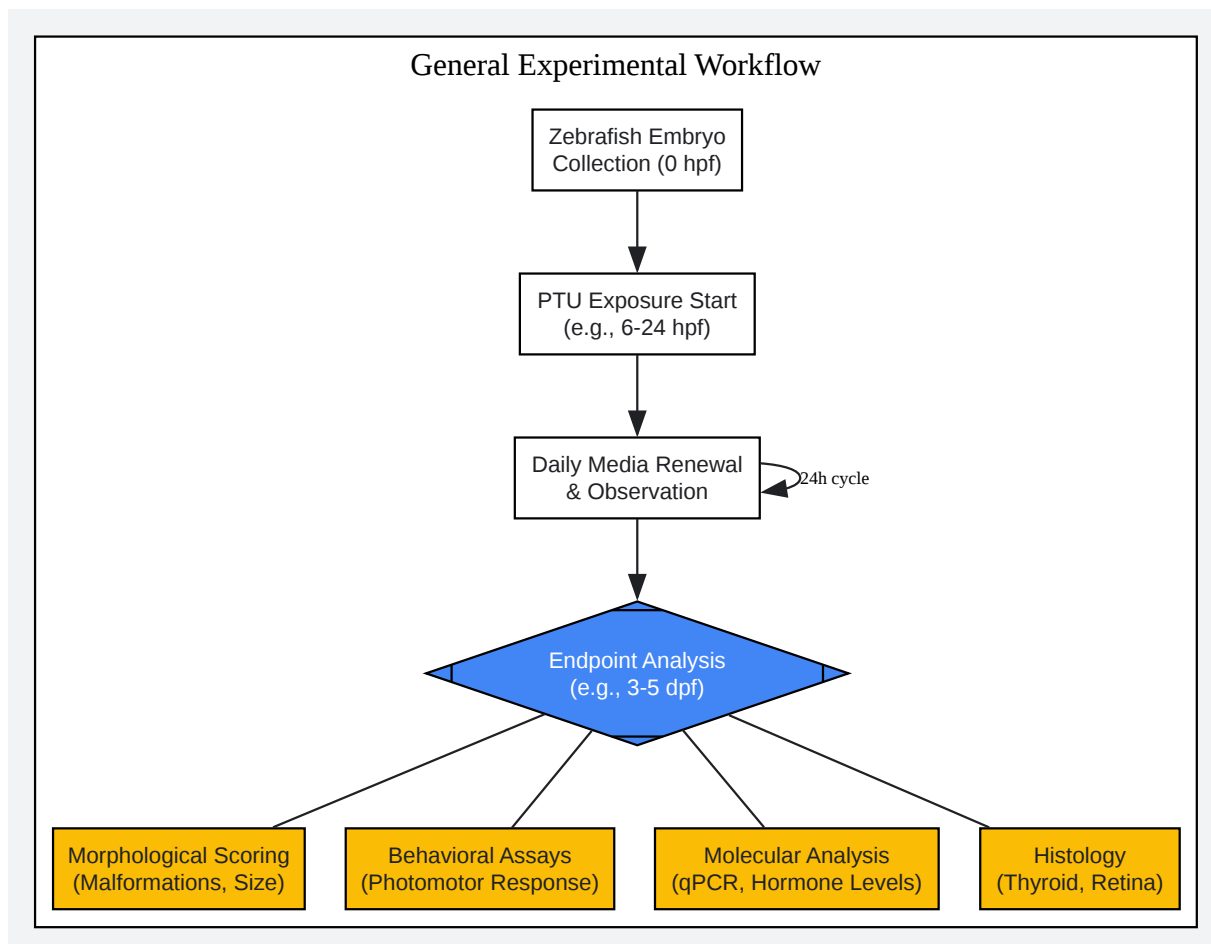 General Experimental Workflow
Zebrafish Embryo
Collection (0 hpf)
PTU Exposure Start
(e.g., 6-24 hpf)
Daily Media Renewal
& Observation
24h cycle
Endpoint Analysis
(e.g., 3-5 dpf)
Morphological Scoring
(Malformations, Size)
Behavioral Assays
(Photomotor Response)
Molecular Analysis
(qPCR, Hormone Levels)
Histology
(Thyroid, Retina)